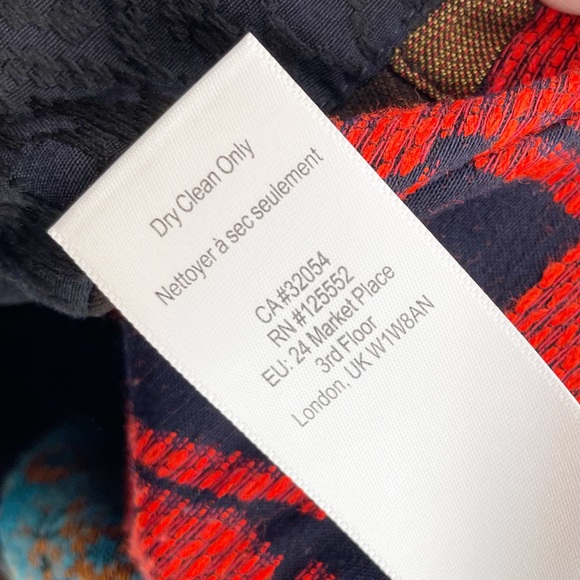 Dry Clean Only
Nettoyer à sec seulement
CA#32054
RN #125552
EU: 24 Market Place
3rd Floor
London, UK W1W8AN